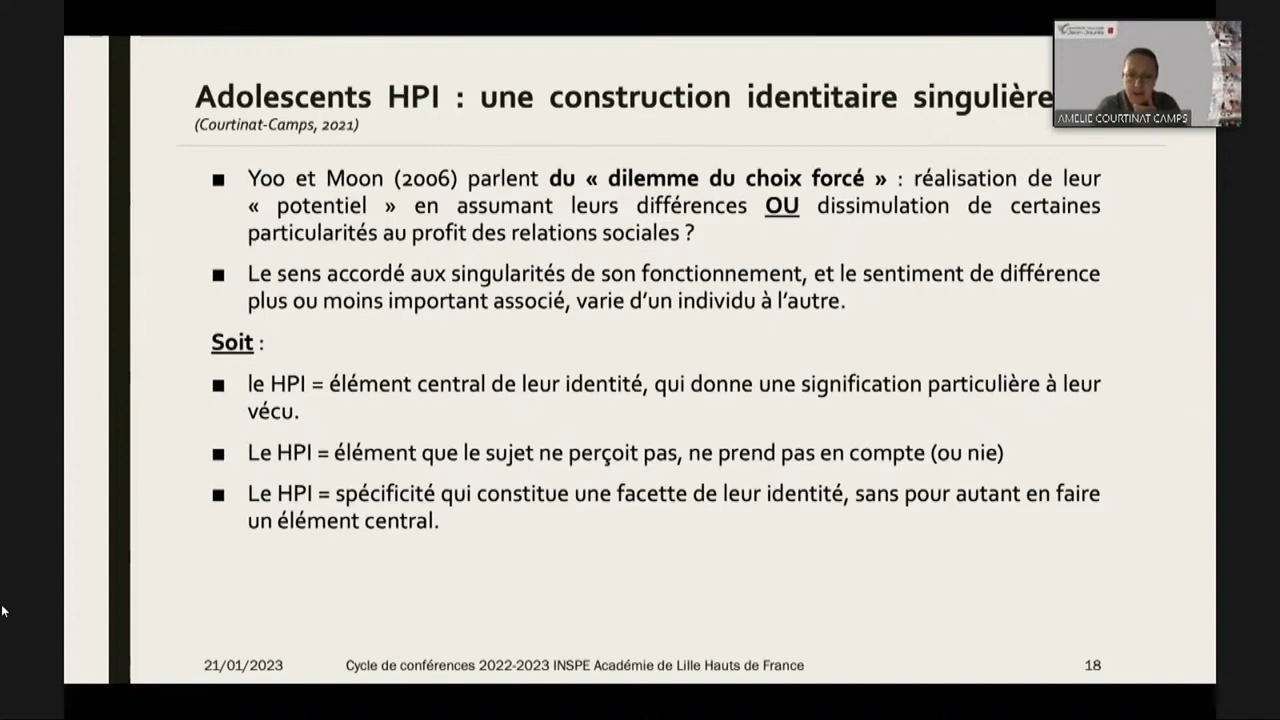 Adolescents HPI : une construction identitaire singulière
(Courtinat-Camps, 2021)
Jean Jaurès
AMELIE COURTINAT CAMPS
■ Yoo et Moon (2006) parlent du « dilemme du choix forcé » : réalisation de leur
« potentiel » en assumant leurs différences OU dissimulation de certaines
particularités au profit des relations sociales ?
■ Le sens accordé aux singularités de son fonctionnement, et le sentiment de différence
plus ou moins important associé, varie d'un individu à l'autre.
Soit :
■ le HPI = élément central de leur identité, qui donne une signification particulière à leur
vécu.
■ Le HPI = élément que le sujet ne perçoit pas, ne prend pas en compte (ou nie)
■ Le HPI = spécificité qui constitue une facette de leur identité, sans pour autant en faire
un élément central.
21/01/2023 Cycle de conférences 2022-2023 INSPE Académie de Lille Hauts de France 18